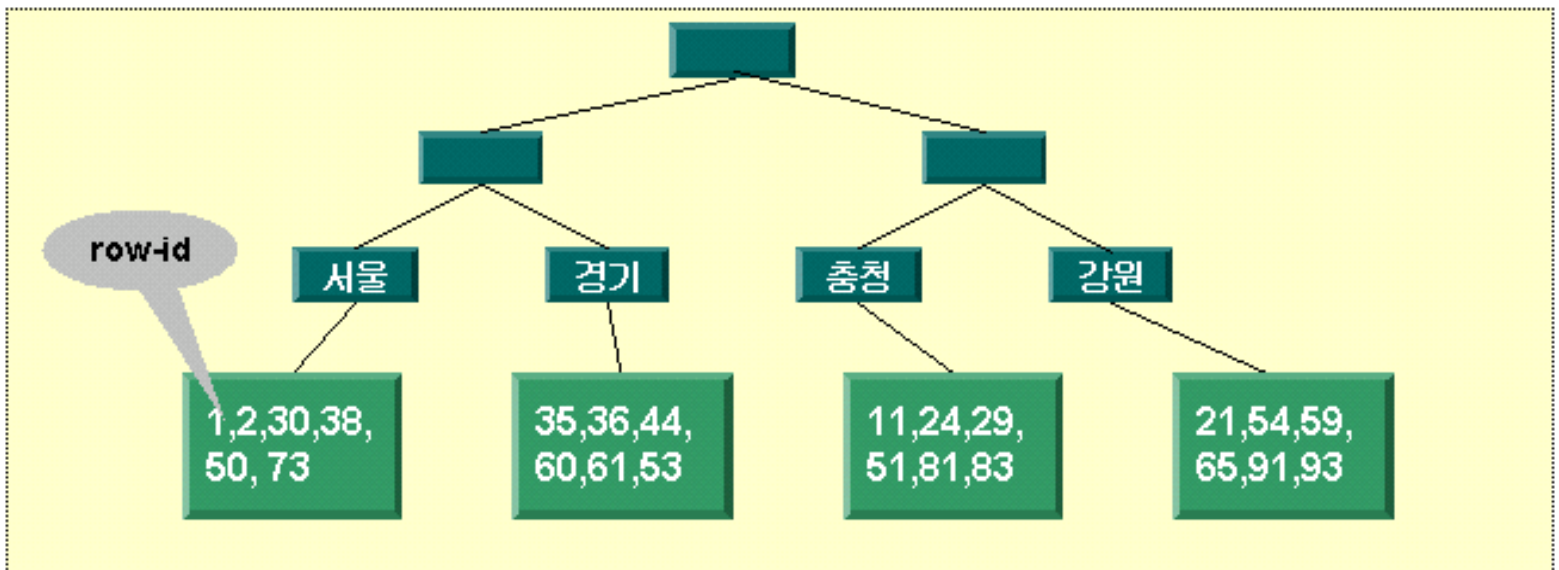 row-id
서울
경기
충청
강원
1,2,30,38,
50, 73
35,36,44,
60,61,53
11,24,29,
51,81,83
21,54,59,
65,91,93